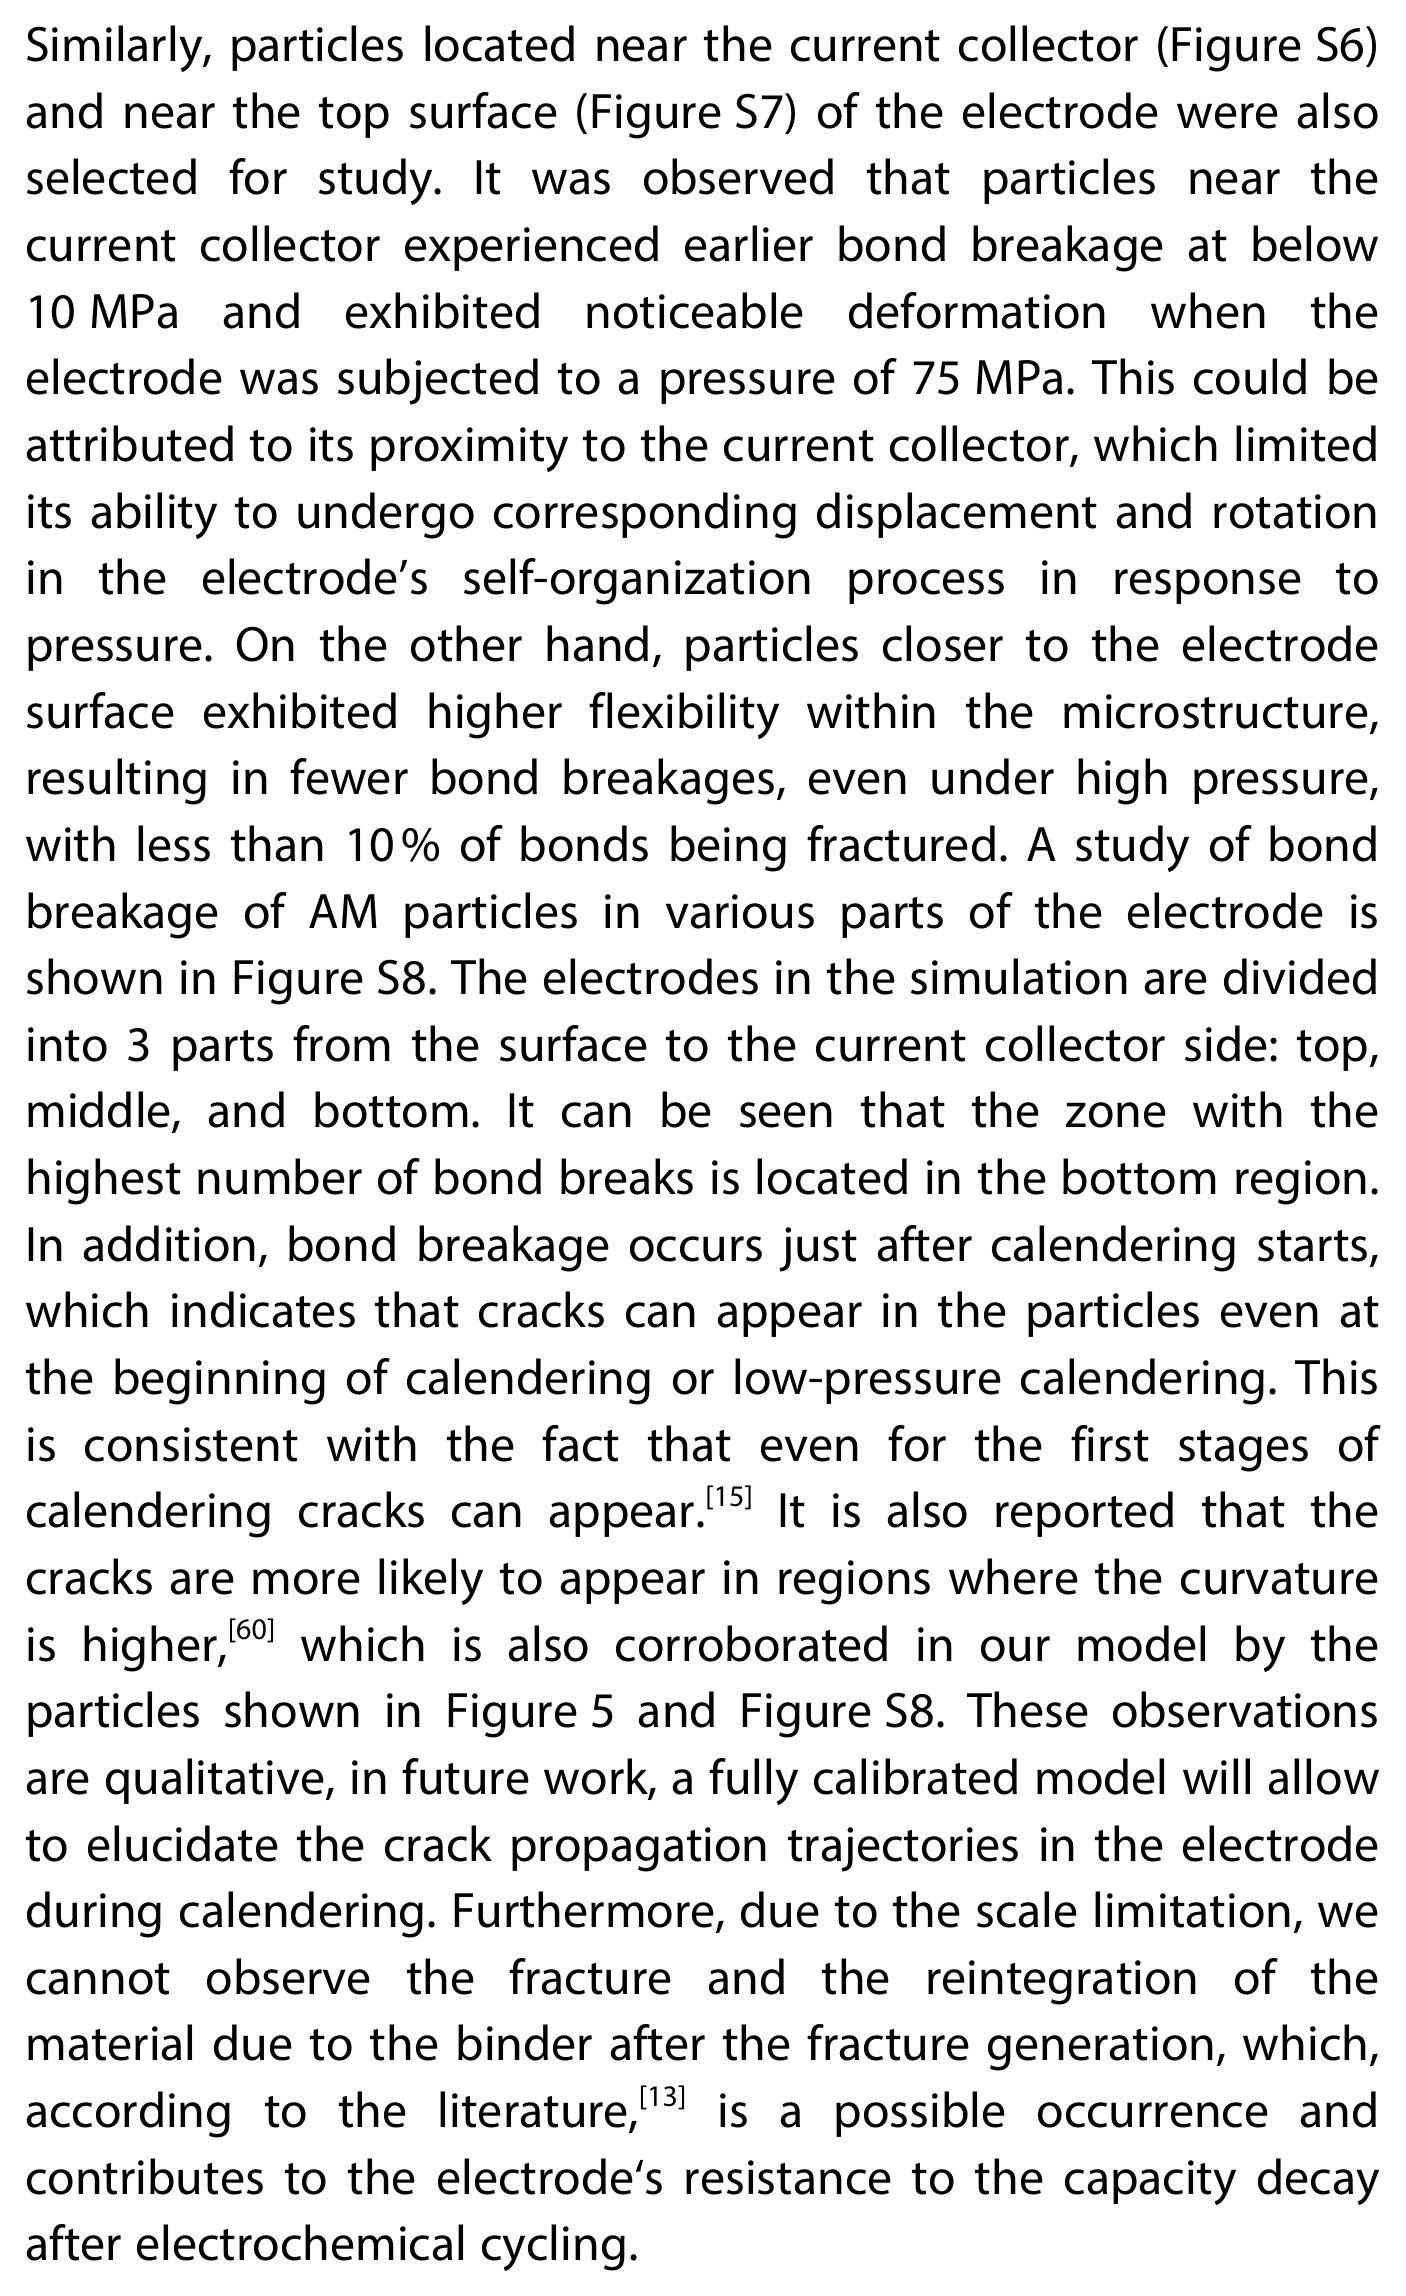 Similarly, particles located near the current collector (Figure S6)
and near the top surface (Figure S7) of the electrode were also
selected for study. It was observed that particles near the
current collector experienced earlier bond breakage at below
10 MPa and exhibited noticeable deformation when the
electrode was subjected to a pressure of 75 MPa. This could be
attributed to its proximity to the current collector, which limited
its ability to undergo corresponding displacement and rotation
in the electrode’s self-organization process in response to
pressure. On the other hand, particles closer to the electrode
surface exhibited higher flexibility within the microstructure,
resulting in fewer bond breakages, even under high pressure,
with less than 10 % of bonds being fractured. A study of bond
breakage of AM particles in various parts of the electrode is
shown in Figure S8. The electrodes in the simulation are divided
into 3 parts from the surface to the current collector side: top,
middle, and bottom. It can be seen that the zone with the
highest number of bond breaks is located in the bottom region.
In addition, bond breakage occurs just after calendering starts,
which indicates that cracks can appear in the particles even at
the beginning of calendering or low-pressure calendering. This
is consistent with the fact that even for the first stages of
calendering cracks can appear.[15] It is also reported that the
cracks are more likely to appear in regions where the curvature
is higher,[60] which is also corroborated in our model by the
particles shown in Figure 5 and Figure S8. These observations
are qualitative, in future work, a fully calibrated model will allow
to elucidate the crack propagation trajectories in the electrode
during calendering. Furthermore, due to the scale limitation, we
cannot observe the fracture and the reintegration of the
material due to the binder after the fracture generation, which,
according to the literature,[13] is a possible occurrence and
contributes to the electrode‘s resistance to the capacity decay
after electrochemical cycling.